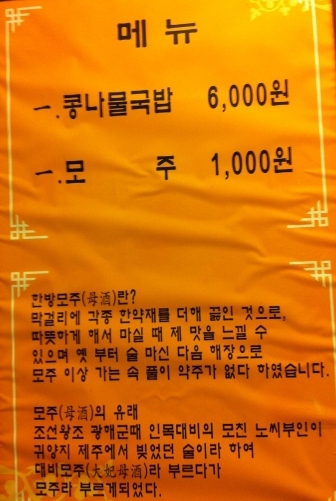 메 뉴
一.콩나물국밥 6,000원
一.모 주 1,000원
한방모주(母酒)란?
막걸리에 각종 한약재를 더해 끓인 것으로,
따뜻하게 해서 마실 때 제 맛을 느낄 수
있으며 옛 부터 술 마신 다음 해장으로
모주 이상 가는 속 풀이 약주가 없다 하였습니다.
모주(母酒)의 유래
조선왕조 광해군때 인목대비의 모친 노씨부인이
귀양지 제주에서 빚었던 술이라 하여
대비모주(大妃母酒)라 부르다가
모주라 부르게되었다.